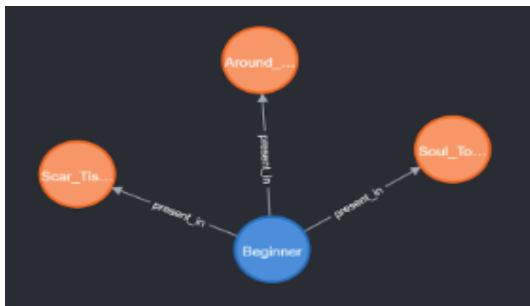 Around_...
Scar_Tis...
Soul_To...
present_in
present_in
present_in
Beginner